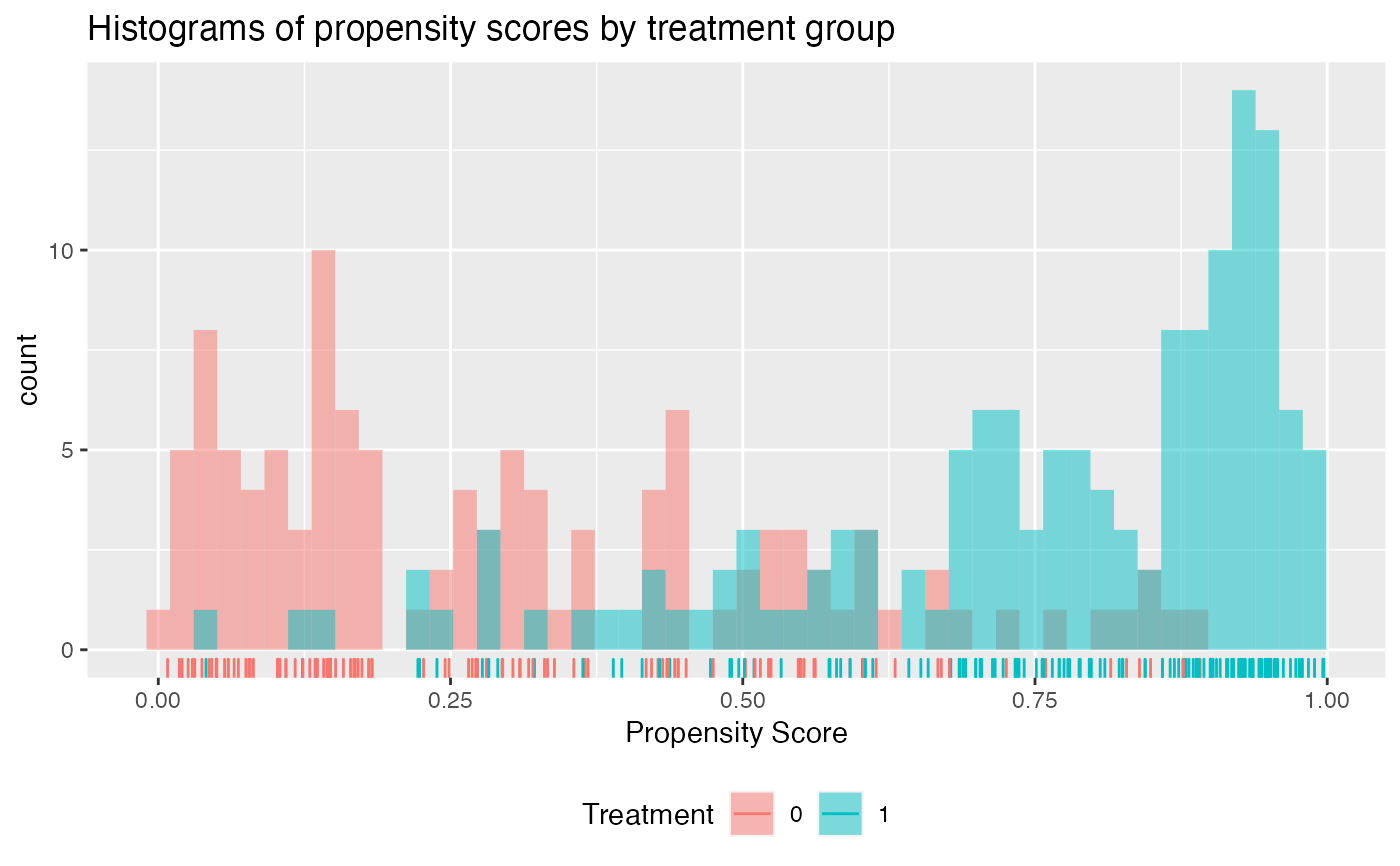 Histograms of propensity scores by treatment group
count
10
5
0
0.00 0.25 0.50 0.75 1.00
Propensity Score
Treatment 0 1